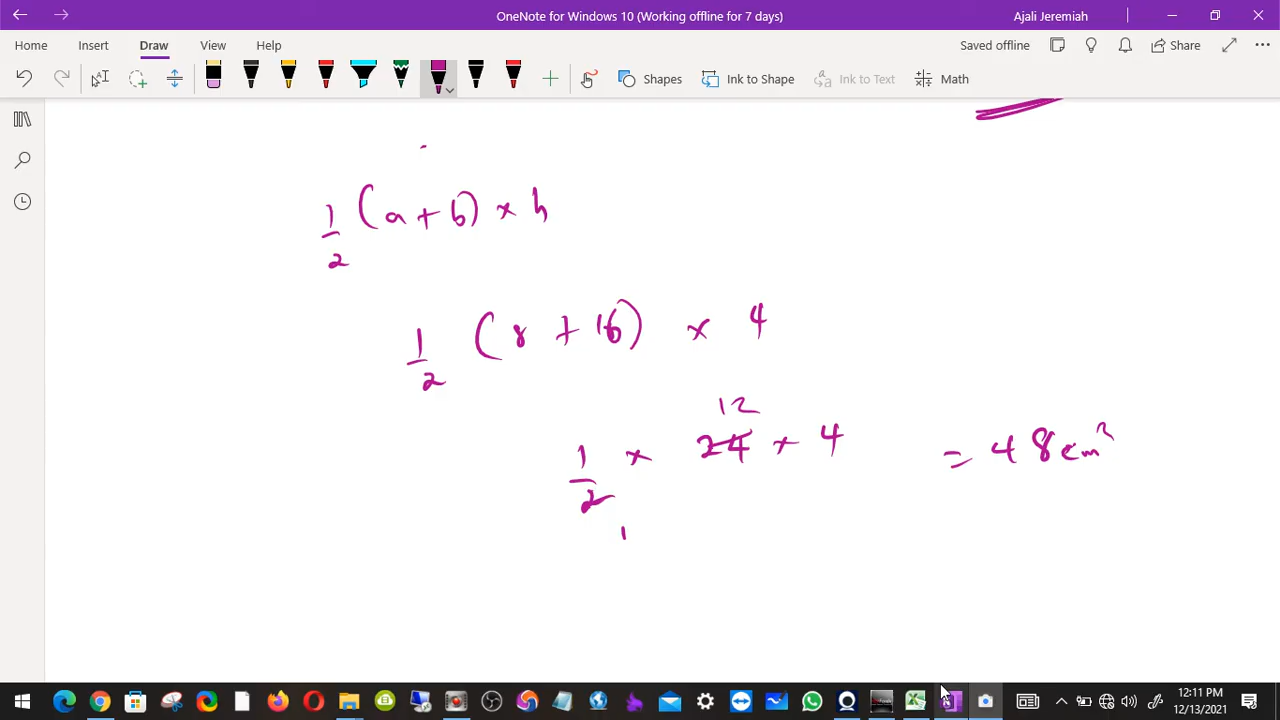 OneNote for Windows 10 (Working offline for 7 days)
Ajali Jeremiah
Home Insert Draw View Help
Saved offline
Share
Shapes
Ink to Shape
Ink to Text
Math
1/2 (a + b) × h
1/2 (8 + 16) × 4
12
1/2 × 24 × 4 = 48cm²
1
12:11 PM
12/13/2021